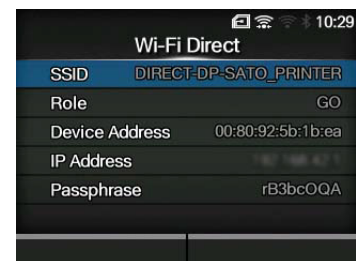 10:29
Wi-Fi Direct
SSID DIRECT-DP-SATO_PRINTER
Role GO
Device Address 00:80:92:5b:1b:ea
IP Address
Passphrase rB3bcOQA